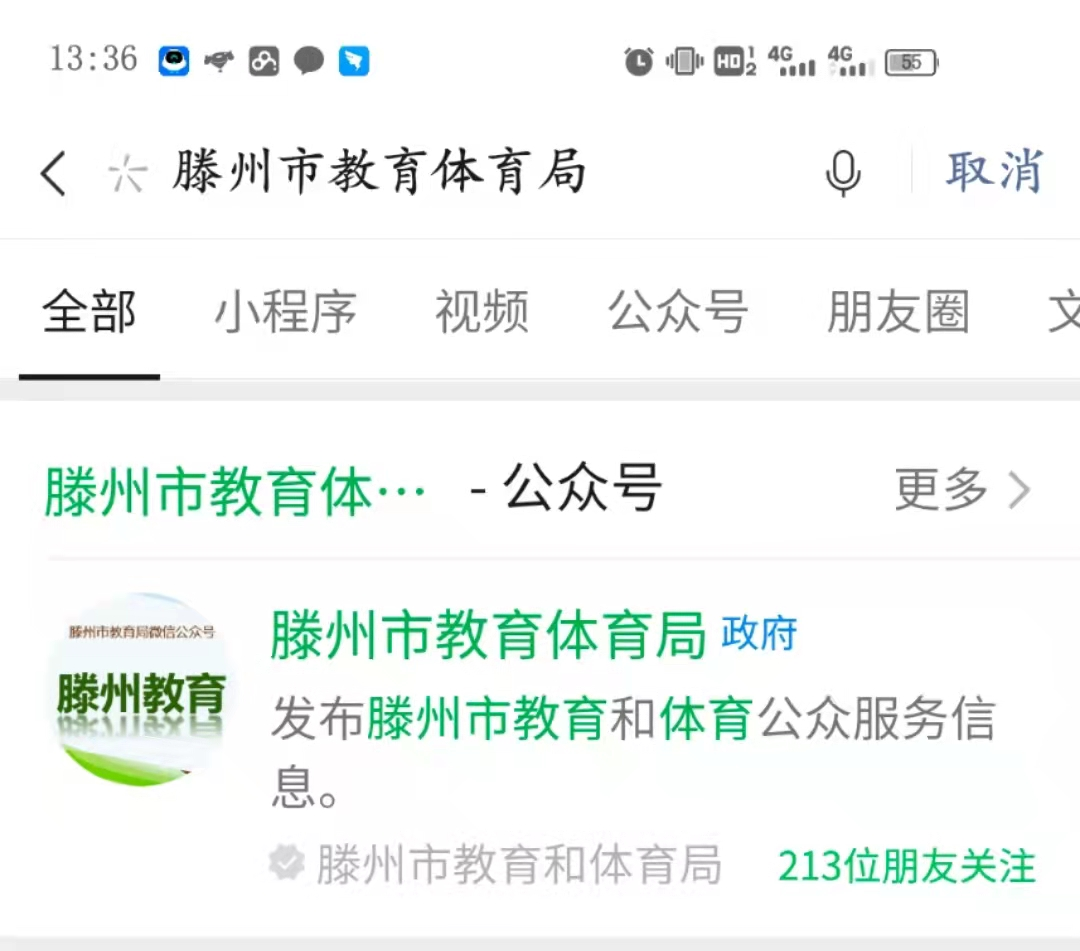 13:36 HD 1 2 4G 4G 55
滕州市教育体育局 取消
全部 小程序 视频 公众号 朋友圈
滕州市教育体… - 公众号 更多
滕州市教育局微信公众号
滕州教育
滕州市教育体育局 政府
发布滕州市教育和体育公众服务信
息。
滕州市教育和体育局 213位朋友关注